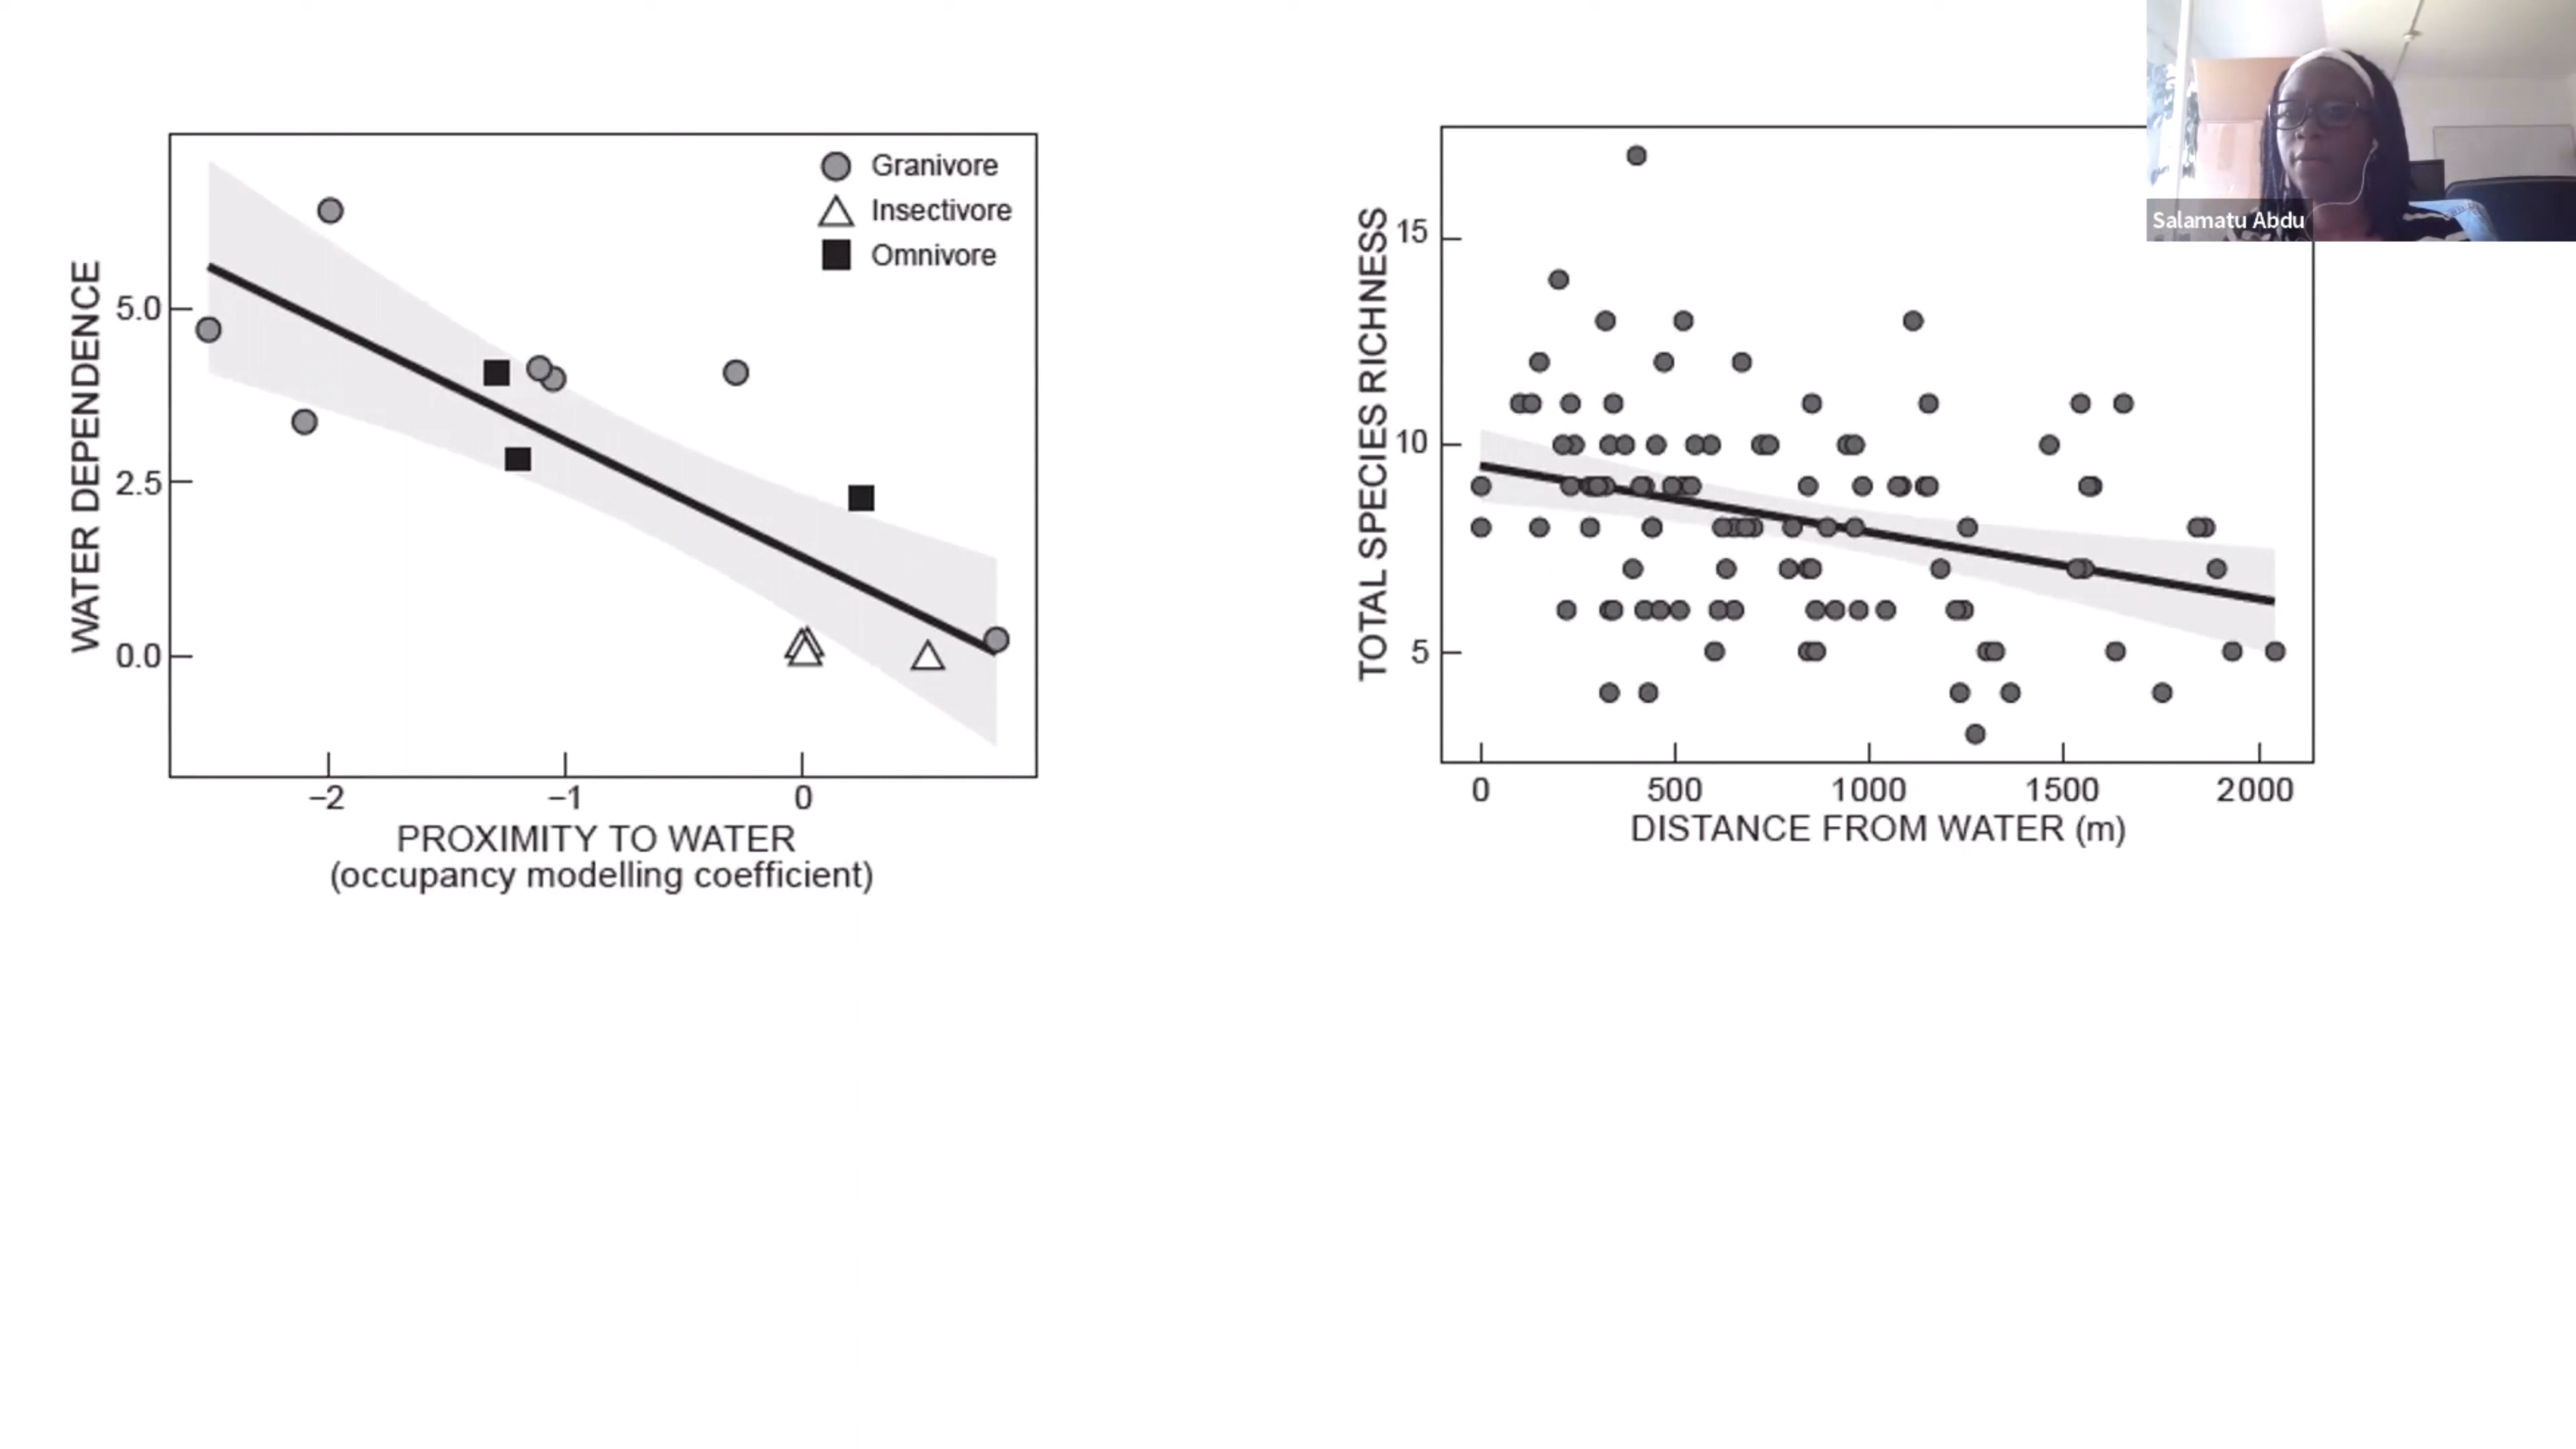 WATER DEPENDENCE
5.0
2.5
0.0
Granivore
Insectivore
Omnivore
−2
−1
0
PROXIMITY TO WATER
(occupancy modelling coefficient)
TOTAL SPECIES RICHNESS
15
10
5
0
500
1000
1500
2000
DISTANCE FROM WATER (m)
Salamatu Abdu